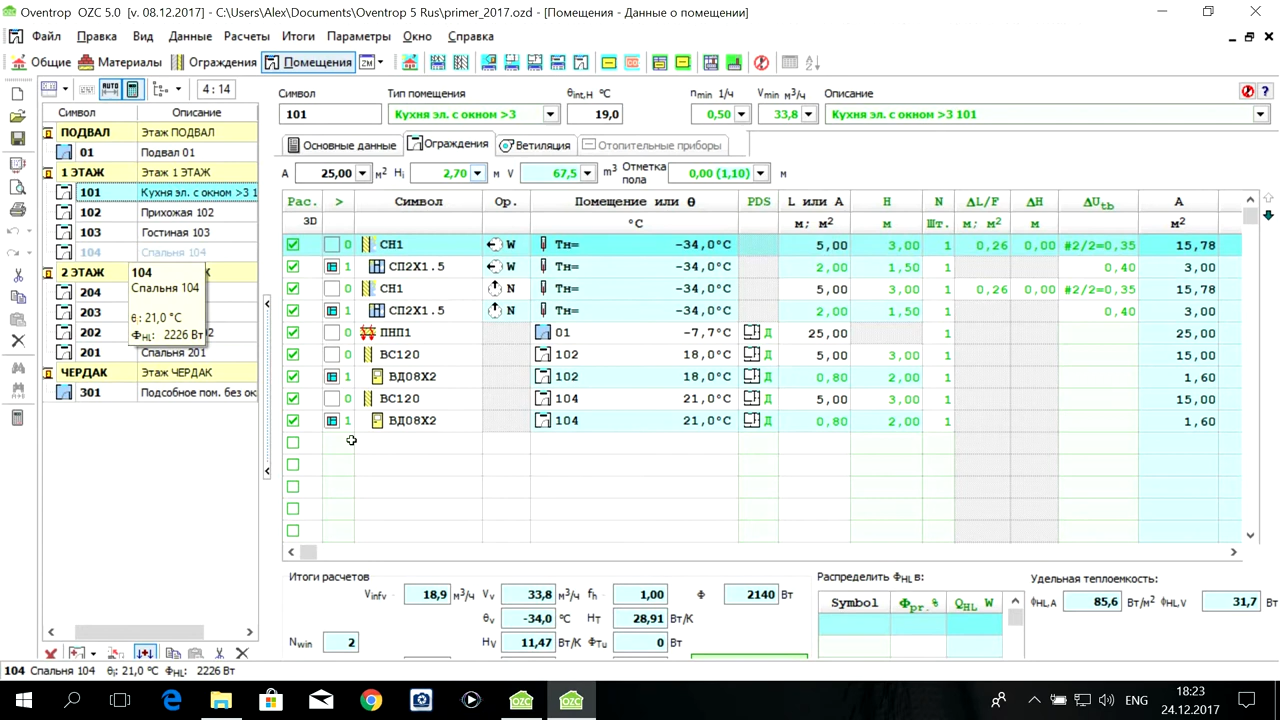 Oventrop OZC 5.0 [v. 08.12.2017] - C:\Users\Alex\Documents\Oventrop 5 Rus\primer_2017.ozd - [Помещения - Данные о помещении]
Файл Правка Вид Данные Расчеты Итоги Параметры Окно Справка
Общие Материалы Ограждения Помещения ZM
AUTO 4 : 14
Символ Описание
ПОДВАЛ Этаж ПОДВАЛ
01 Подвал 01
1 ЭТАЖ Этаж 1 ЭТАЖ
101 Кухня эл. с окном >3 1
102 Прихожая 102
103 Гостиная 103
104 Спальня 104
2 ЭТАЖ
204
203
202
201 Спальня 201
ЧЕРДАК Этаж ЧЕРДАК
301 Подсобное пом. без ок
104
Спальня 104
θi: 21,0 °C
ΦHL: 2226 Вт
Символ Тип помещения θint,H °C nmin 1/ч Vmin м³/ч Описание
101 Кухня эл. с окном >3 19,0 0,50 33,8 Кухня эл. с окном >3 101
Основные данные Ограждения Ветиляция Отопительные приборы
A 25,00 м² Hi 2,70 м V 67,5 м³ Отметка пола 0,00 (1,10) м
Рас. > Символ Ор. Помещение или θ PDS L или A H N ΔL/F ΔH ΔUtb A
3D °C м; м² м Шт. м; м² м м²
0 СН1 W Тн= -34,0°C 5,00 3,00 1 0,26 0,00 #2/2=0,35 15,78
1 СП2Х1.5 W Тн= -34,0°C 2,00 1,50 1 0,40 3,00
0 СН1 N Тн= -34,0°C 5,00 3,00 1 0,26 0,00 #2/2=0,35 15,78
1 СП2Х1.5 N Тн= -34,0°C 2,00 1,50 1 0,40 3,00
0 ПНП1 01 -7,7°C Д 25,00 1 25,00
0 ВС120 102 18,0°C Д 5,00 3,00 1 15,00
1 ВД08Х2 102 18,0°C Д 0,80 2,00 1 1,60
0 ВС120 104 21,0°C Д 5,00 3,00 1 15,00
1 ВД08Х2 104 21,0°C Д 0,80 2,00 1 1,60
Итоги расчетов Распределить ΦHL в: Удельная теплоемкость:
Vinfv 18,9 м³/ч Vv 33,8 м³/ч fh 1,00 Φ 2140 Вт Symbol Φpr.% QHL W ΦHL,A 85,6 Вт/м² ΦHL,V 31,7 Вт/
θv -34,0 °C HT 28,91 Вт/К
Nwin 2 HV 11,47 Вт/К ΦTu 0 Вт
104 Спальня 104 θi: 21,0 °C ΦHL: 2226 Вт
OZC OZC ENG 18:23
24.12.2017